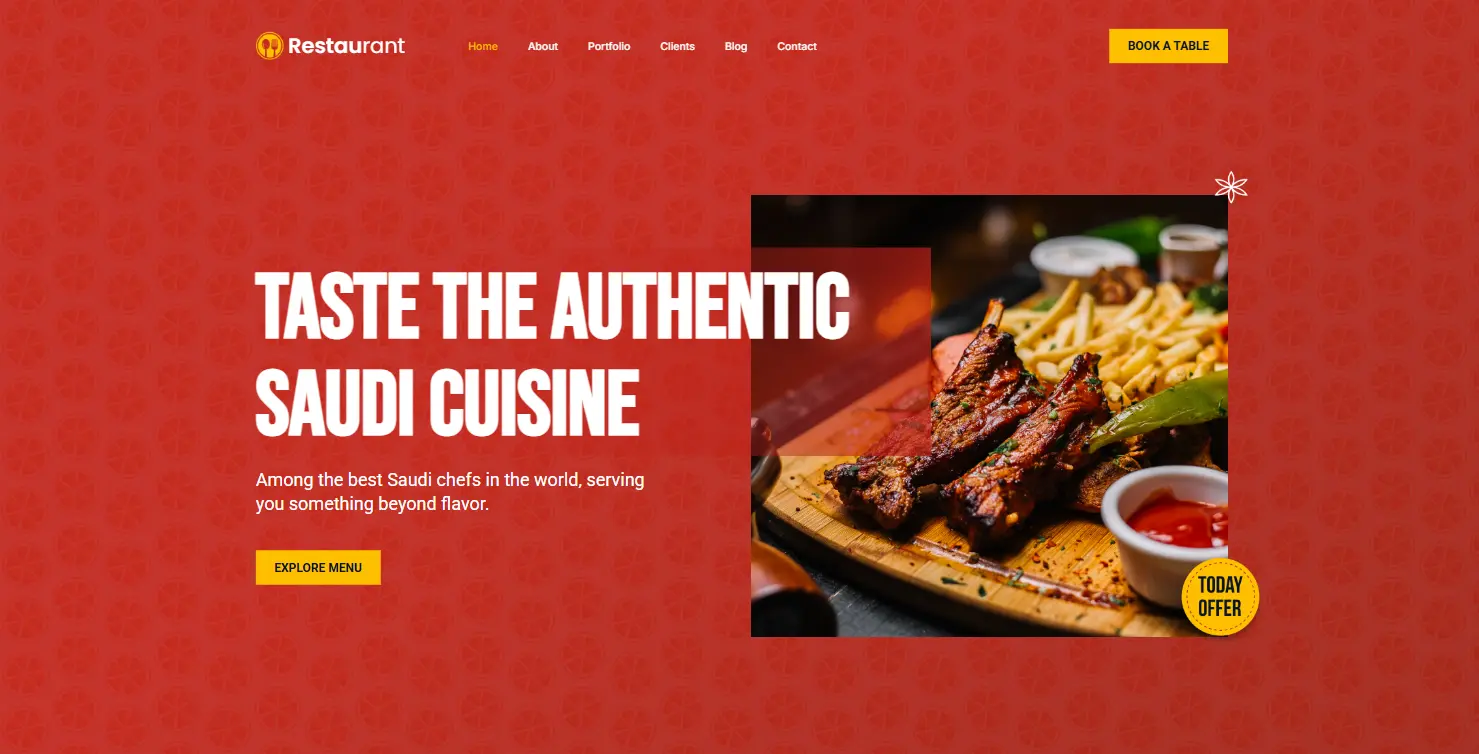 Restaurant
Home About Portfolio Clients Blog Contact
BOOK A TABLE
TASTE THE AUTHENTIC
SAUDI CUISINE
Among the best Saudi chefs in the world, serving
you something beyond flavor.
EXPLORE MENU
TODAY
OFFER